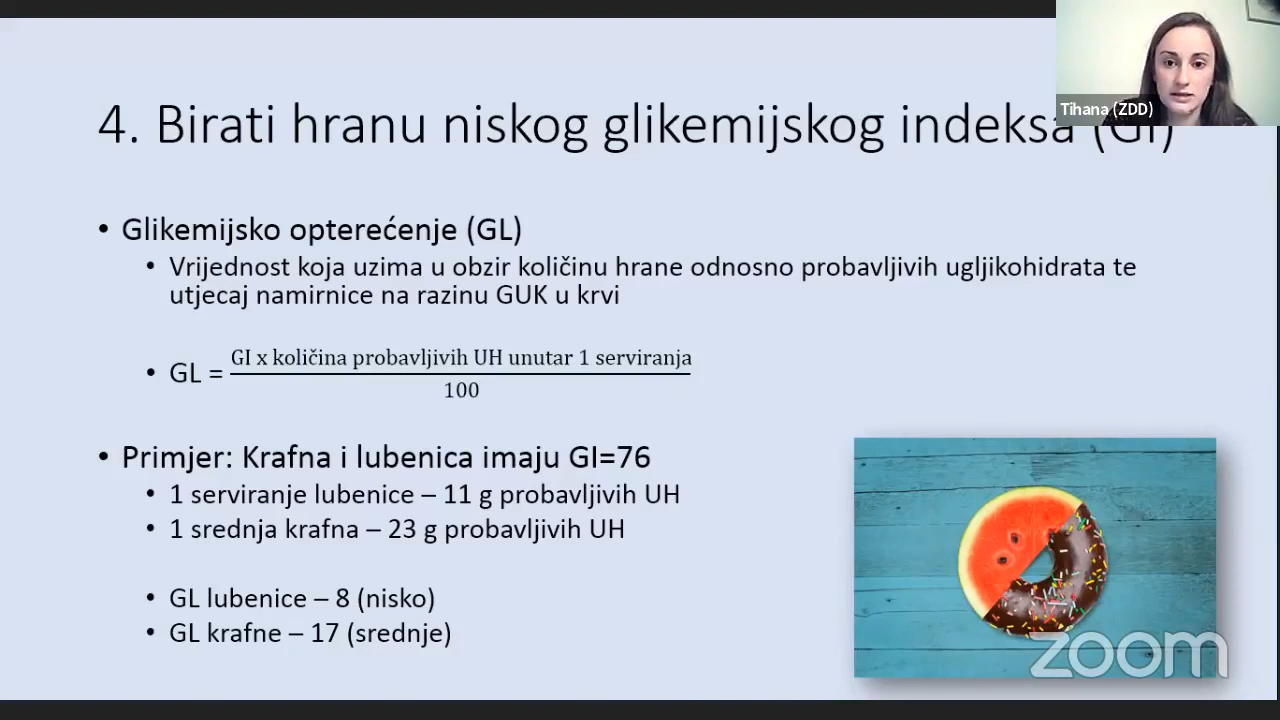 4. Birati hranu niskog glikemijskog indeksa (GI)
Tihana (ZDD)
• Glikemijsko opterećenje (GL)
• Vrijednost koja uzima u obzir količinu hrane odnosno probavljivih ugljikohidrata te
utjecaj namirnice na razinu GUK u krvi
• GL = GI x količina probavljivih UH unutar 1 serviranja
100
• Primjer: Krafna i lubenica imaju GI=76
• 1 serviranje lubenice – 11 g probavljivih UH
• 1 srednja krafna – 23 g probavljivih UH
• GL lubenice – 8 (nisko)
• GL krafne – 17 (srednje)
zoom